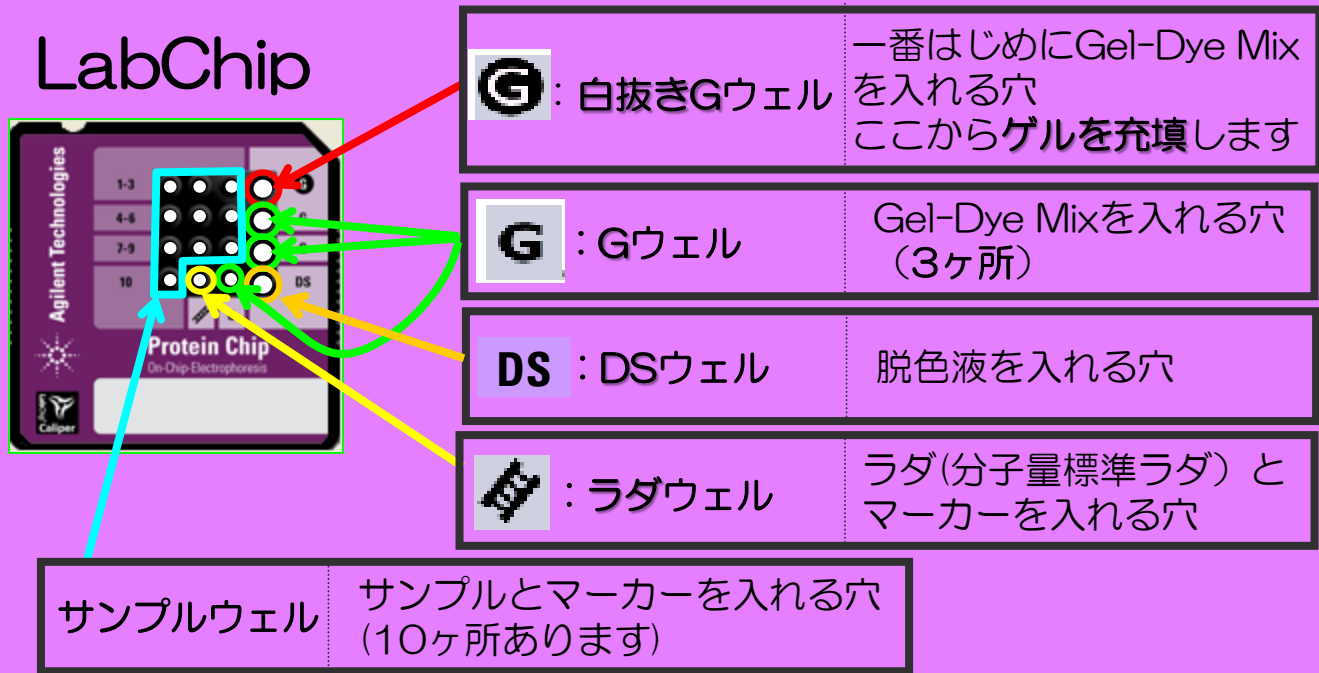 LabChip
Agilent Technologies
1-3
4-6
7-9
10
G
DS
Protein Chip
On-Chip-Electrophoresis
Caliper
G
：白抜きGウェル
一番はじめにGel-Dye Mix
を入れる穴
ここからゲルを充填します
G
：Gウェル
Gel-Dye Mixを入れる穴
（3ヶ所）
DS
：DSウェル
脱色液を入れる穴
：ラダウェル
ラダ(分子量標準ラダ）と
マーカーを入れる穴
サンプルウェル
サンプルとマーカーを入れる穴
(10ヶ所あります)